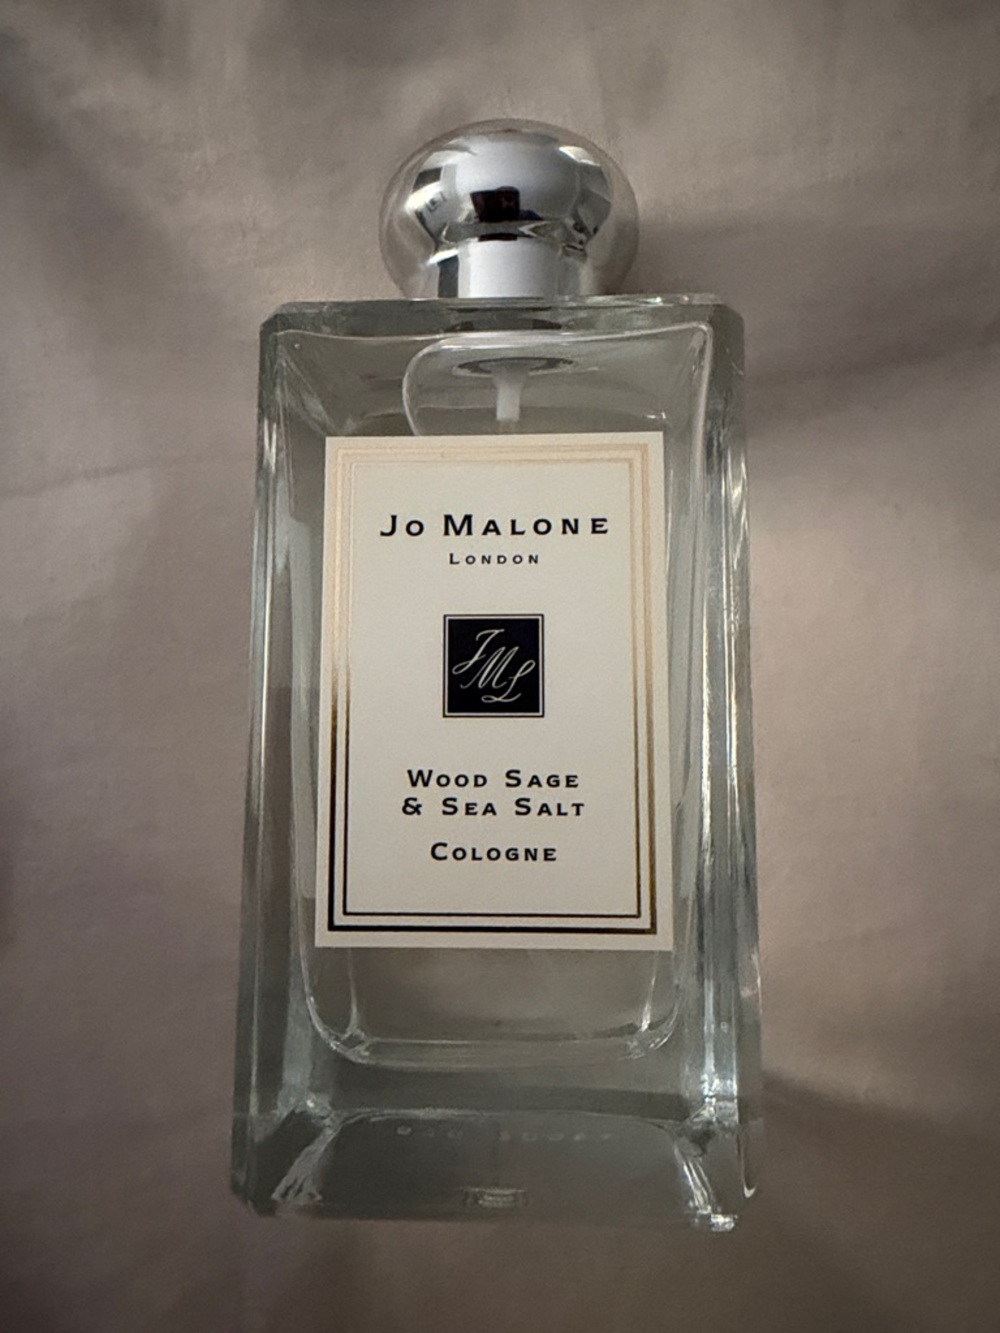 Jo Malone
London
JML
Wood Sage
& Sea Salt
Cologne